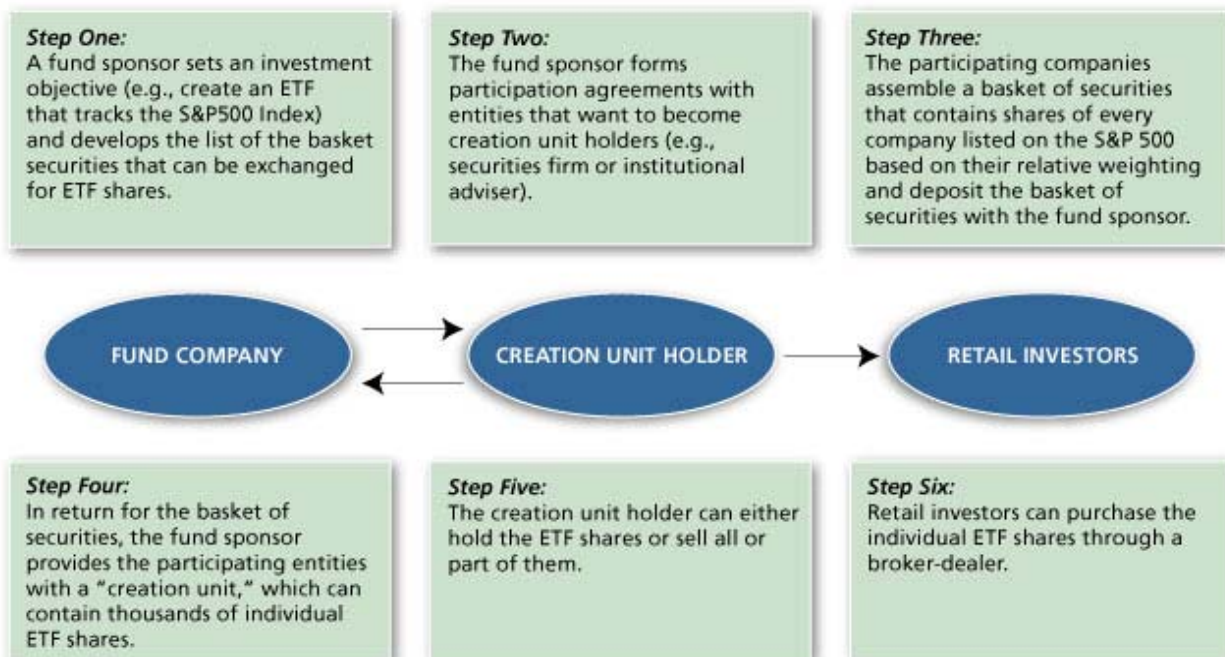 Step One:
A fund sponsor sets an investment
objective (e.g., create an ETF
that tracks the S&P500 Index)
and develops the list of the basket
securities that can be exchanged
for ETF shares.
Step Two:
The fund sponsor forms
participation agreements with
entities that want to become
creation unit holders (e.g.,
securities firm or institutional
adviser).
Step Three:
The participating companies
assemble a basket of securities
that contains shares of every
company listed on the S&P 500
based on their relative weighting
and deposit the basket of
securities with the fund sponsor.
FUND COMPANY
CREATION UNIT HOLDER
RETAIL INVESTORS
Step Four:
In return for the basket of
securities, the fund sponsor
provides the participating entities
with a “creation unit,“ which can
contain thousands of individual
ETF shares.
Step Five:
The creation unit holder can either
hold the ETF shares or sell all or
part of them.
Step Six:
Retail investors can purchase the
individual ETF shares through a
broker-dealer.